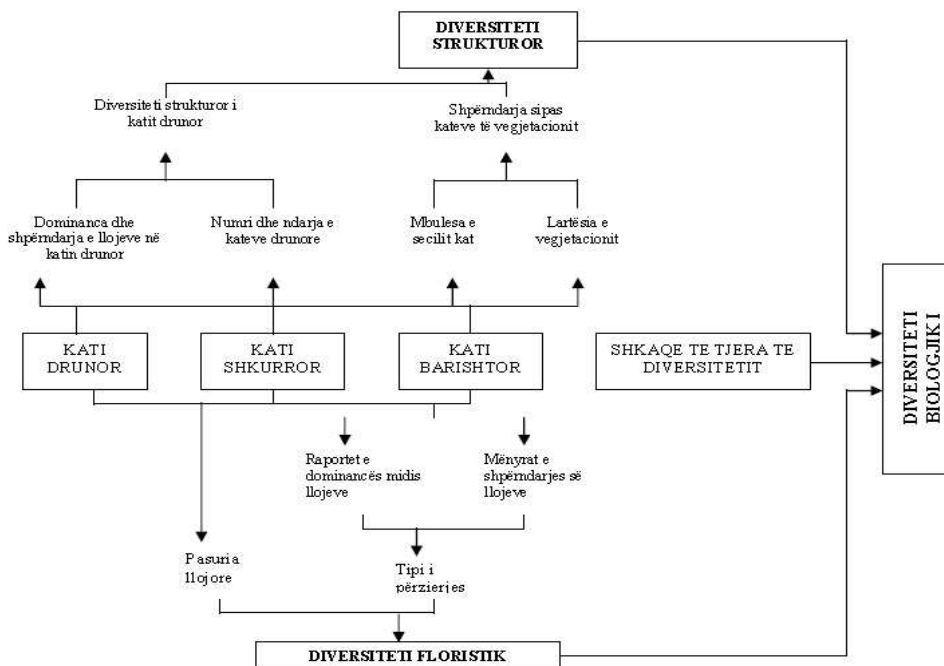 DIVERSITETI
STRUKTUROR
Diversiteti strukturor i
katit drunor
Shpërndarja sipas
kateve të vegjetacionit
Dominanca dhe
shpërndarja e llojeve në
katin drunor
Numri dhe ndarja e
kateve drunore
Mbulesa e
secilit kat
Lartësia e
vegjetacionit
KATI
DRUNOR
KATI
SHKURROR
KATI
BARISHTOR
SHKAQE TE TJERA TE
DIVERSITETIT
DIVERSITETI
BIOLOGJIK I
Raportet e
dominancës midis
llojeve
Mënyrat e
shpërndarjes së
llojeve
Pasuria
llojore
Tipi i
përzierjes
DIVERSITETI FLORISTIK